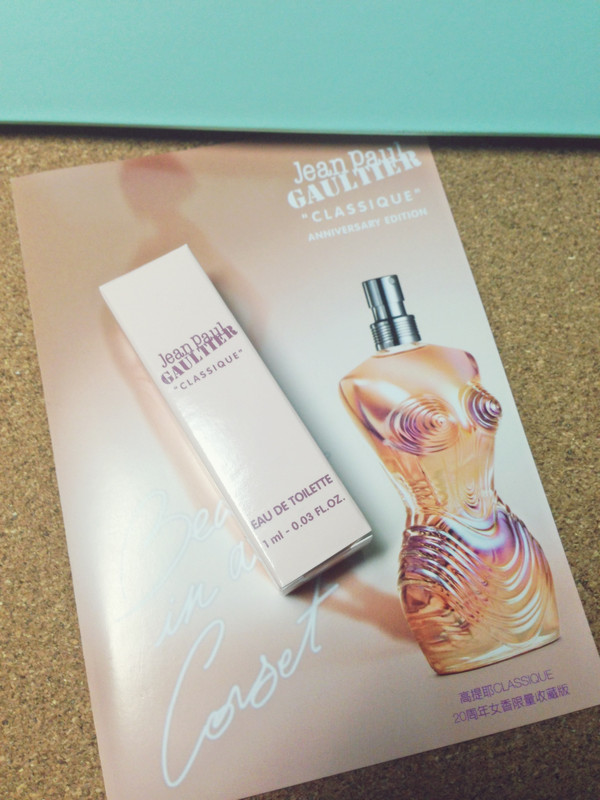 Jean Paul
GAULTIER
"CLASSIQUE"
ANNIVERSARY EDITION
Jean Paul
GAULTIER
"CLASSIQUE"
EAU DE TOILETTE
1 ml - 0.03 FL.OZ.
in a
Corset
高提耶CLASSIQUE
20周年女香限量收藏版